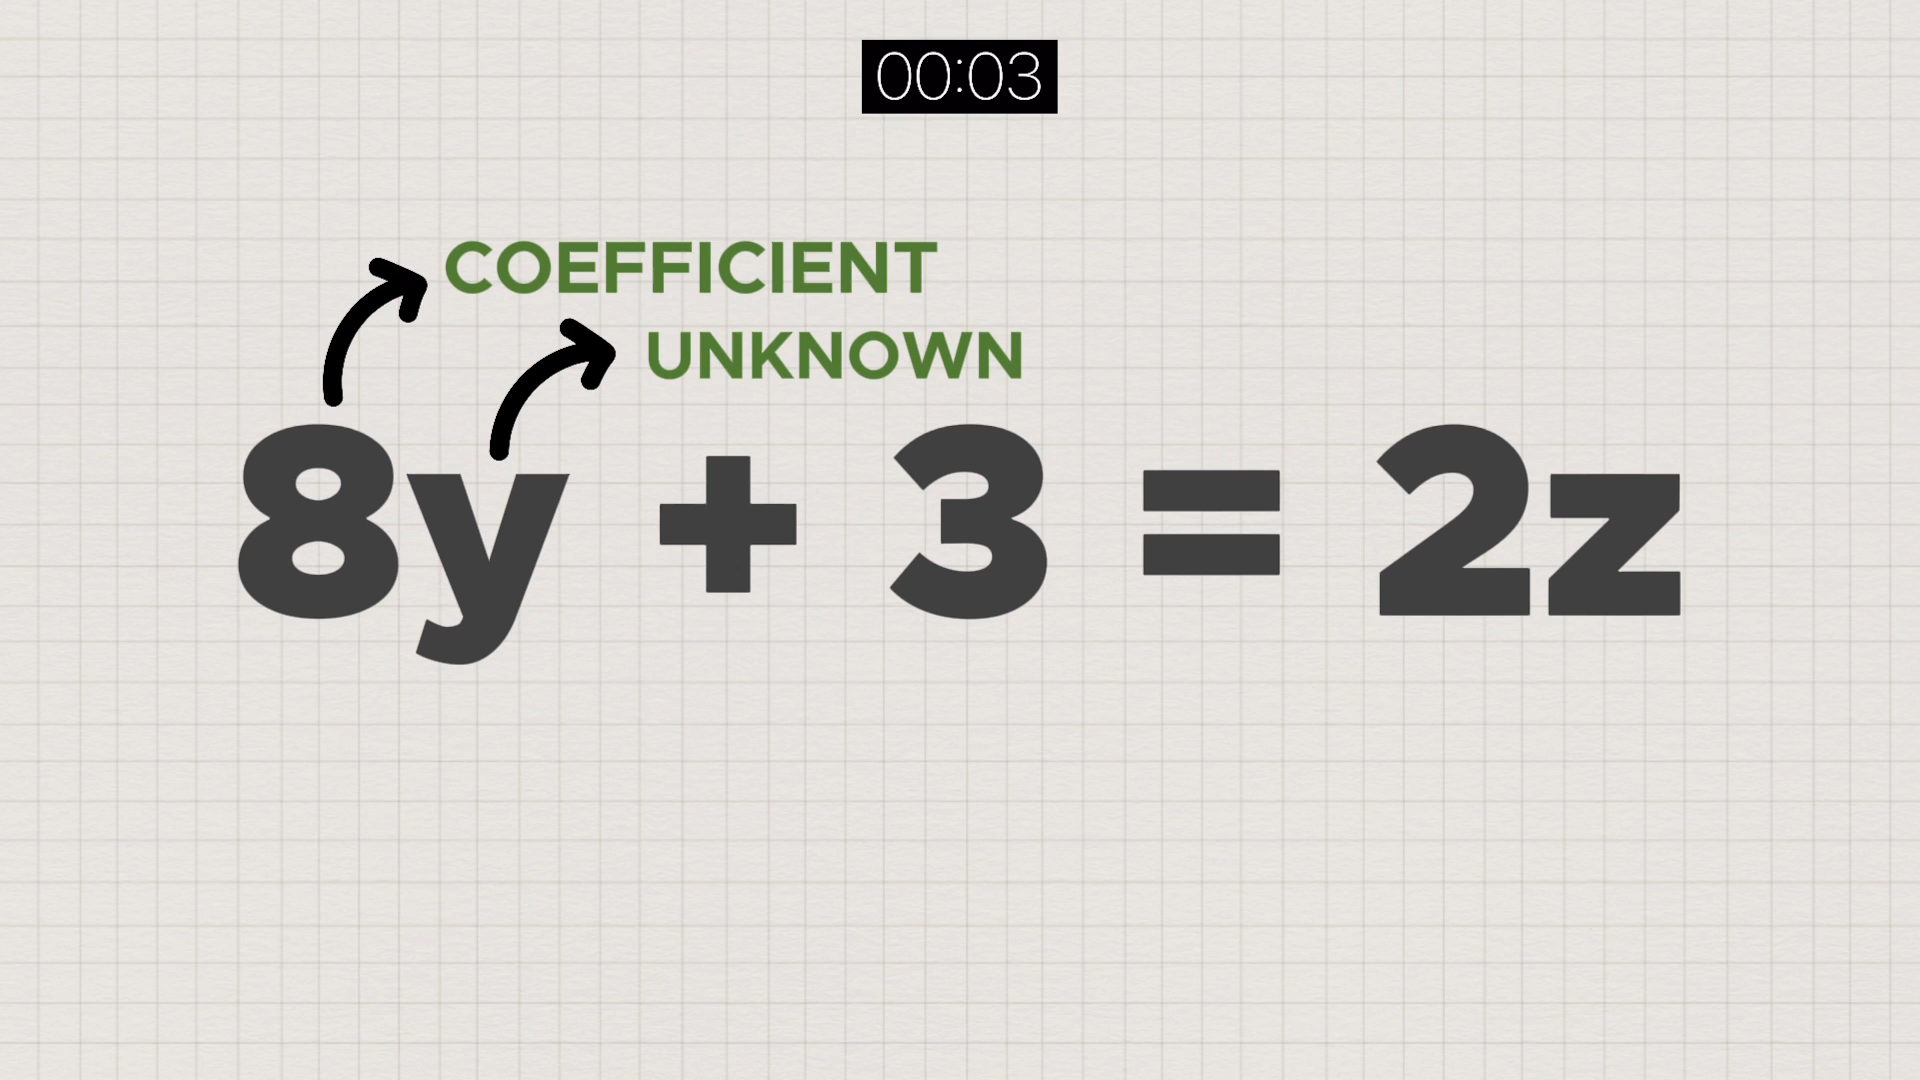 00:03
COEFFICIENT
UNKNOWN
8y + 3 = 2z